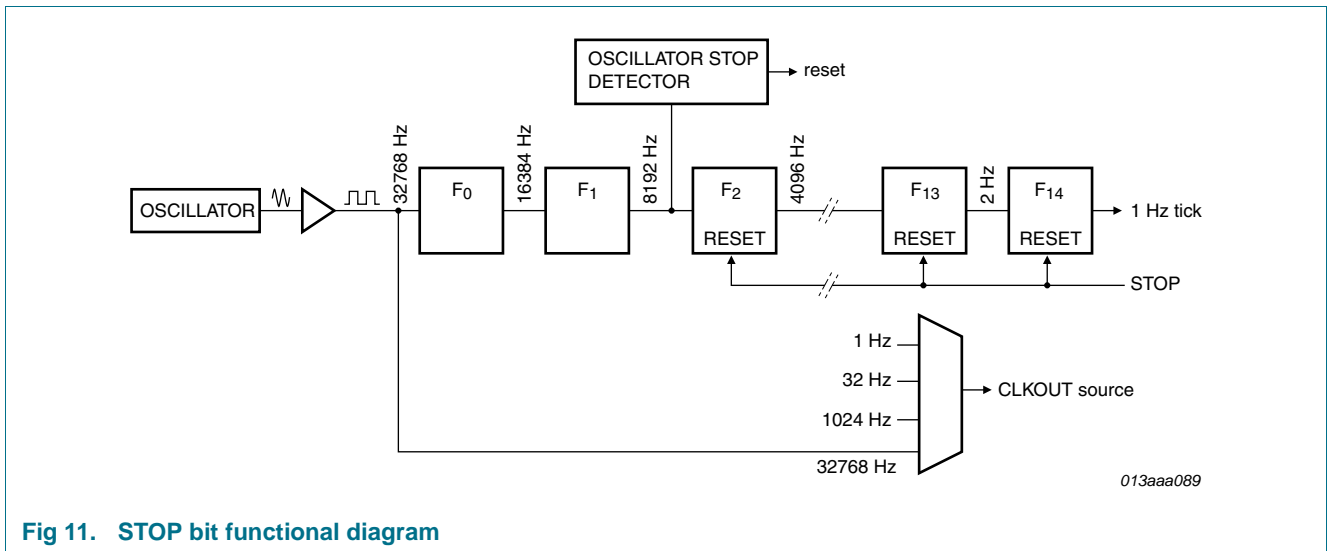 OSCILLATOR STOP
DETECTOR
reset
32768 Hz
16384 Hz
8192 Hz
4096 Hz
2 Hz
OSCILLATOR
F0
F1
F2
RESET
F13
RESET
F14
RESET
1 Hz tick
STOP
1 Hz
32 Hz
1024 Hz
32768 Hz
CLKOUT source
013aaa089
Fig 11. STOP bit functional diagram